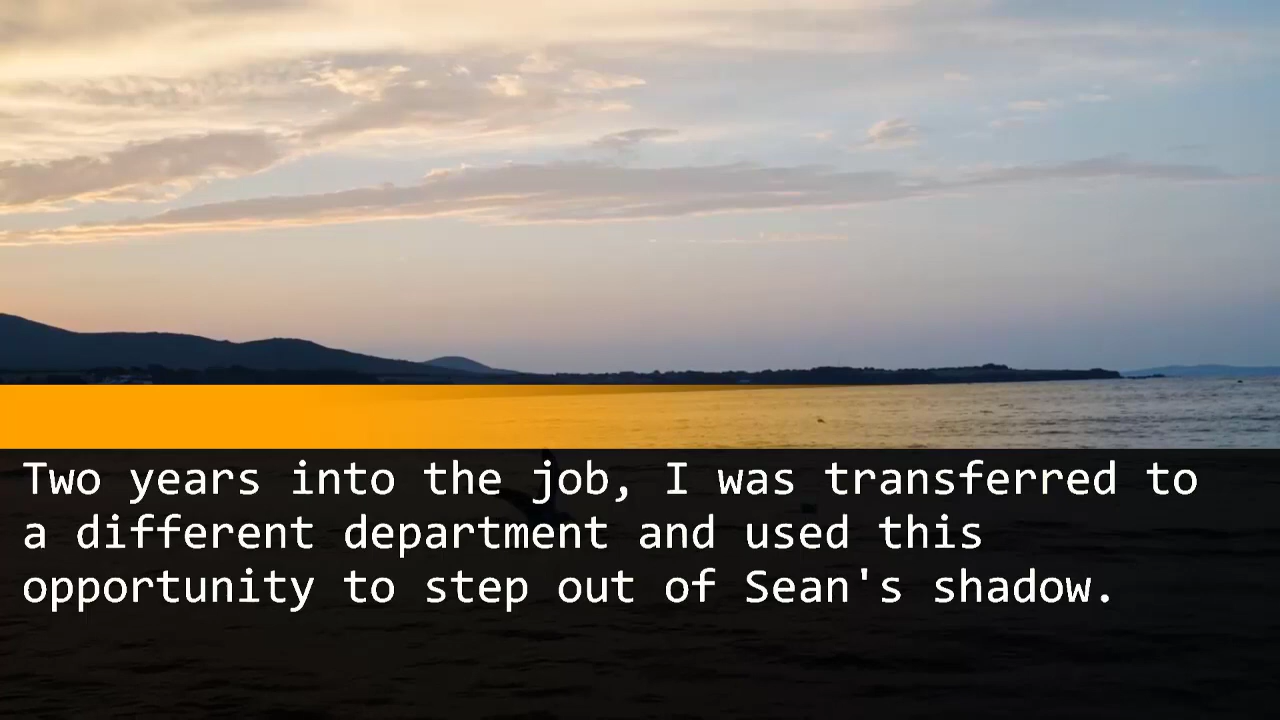 Two years into the job, I was transferred to
a different department and used this
opportunity to step out of Sean's shadow.